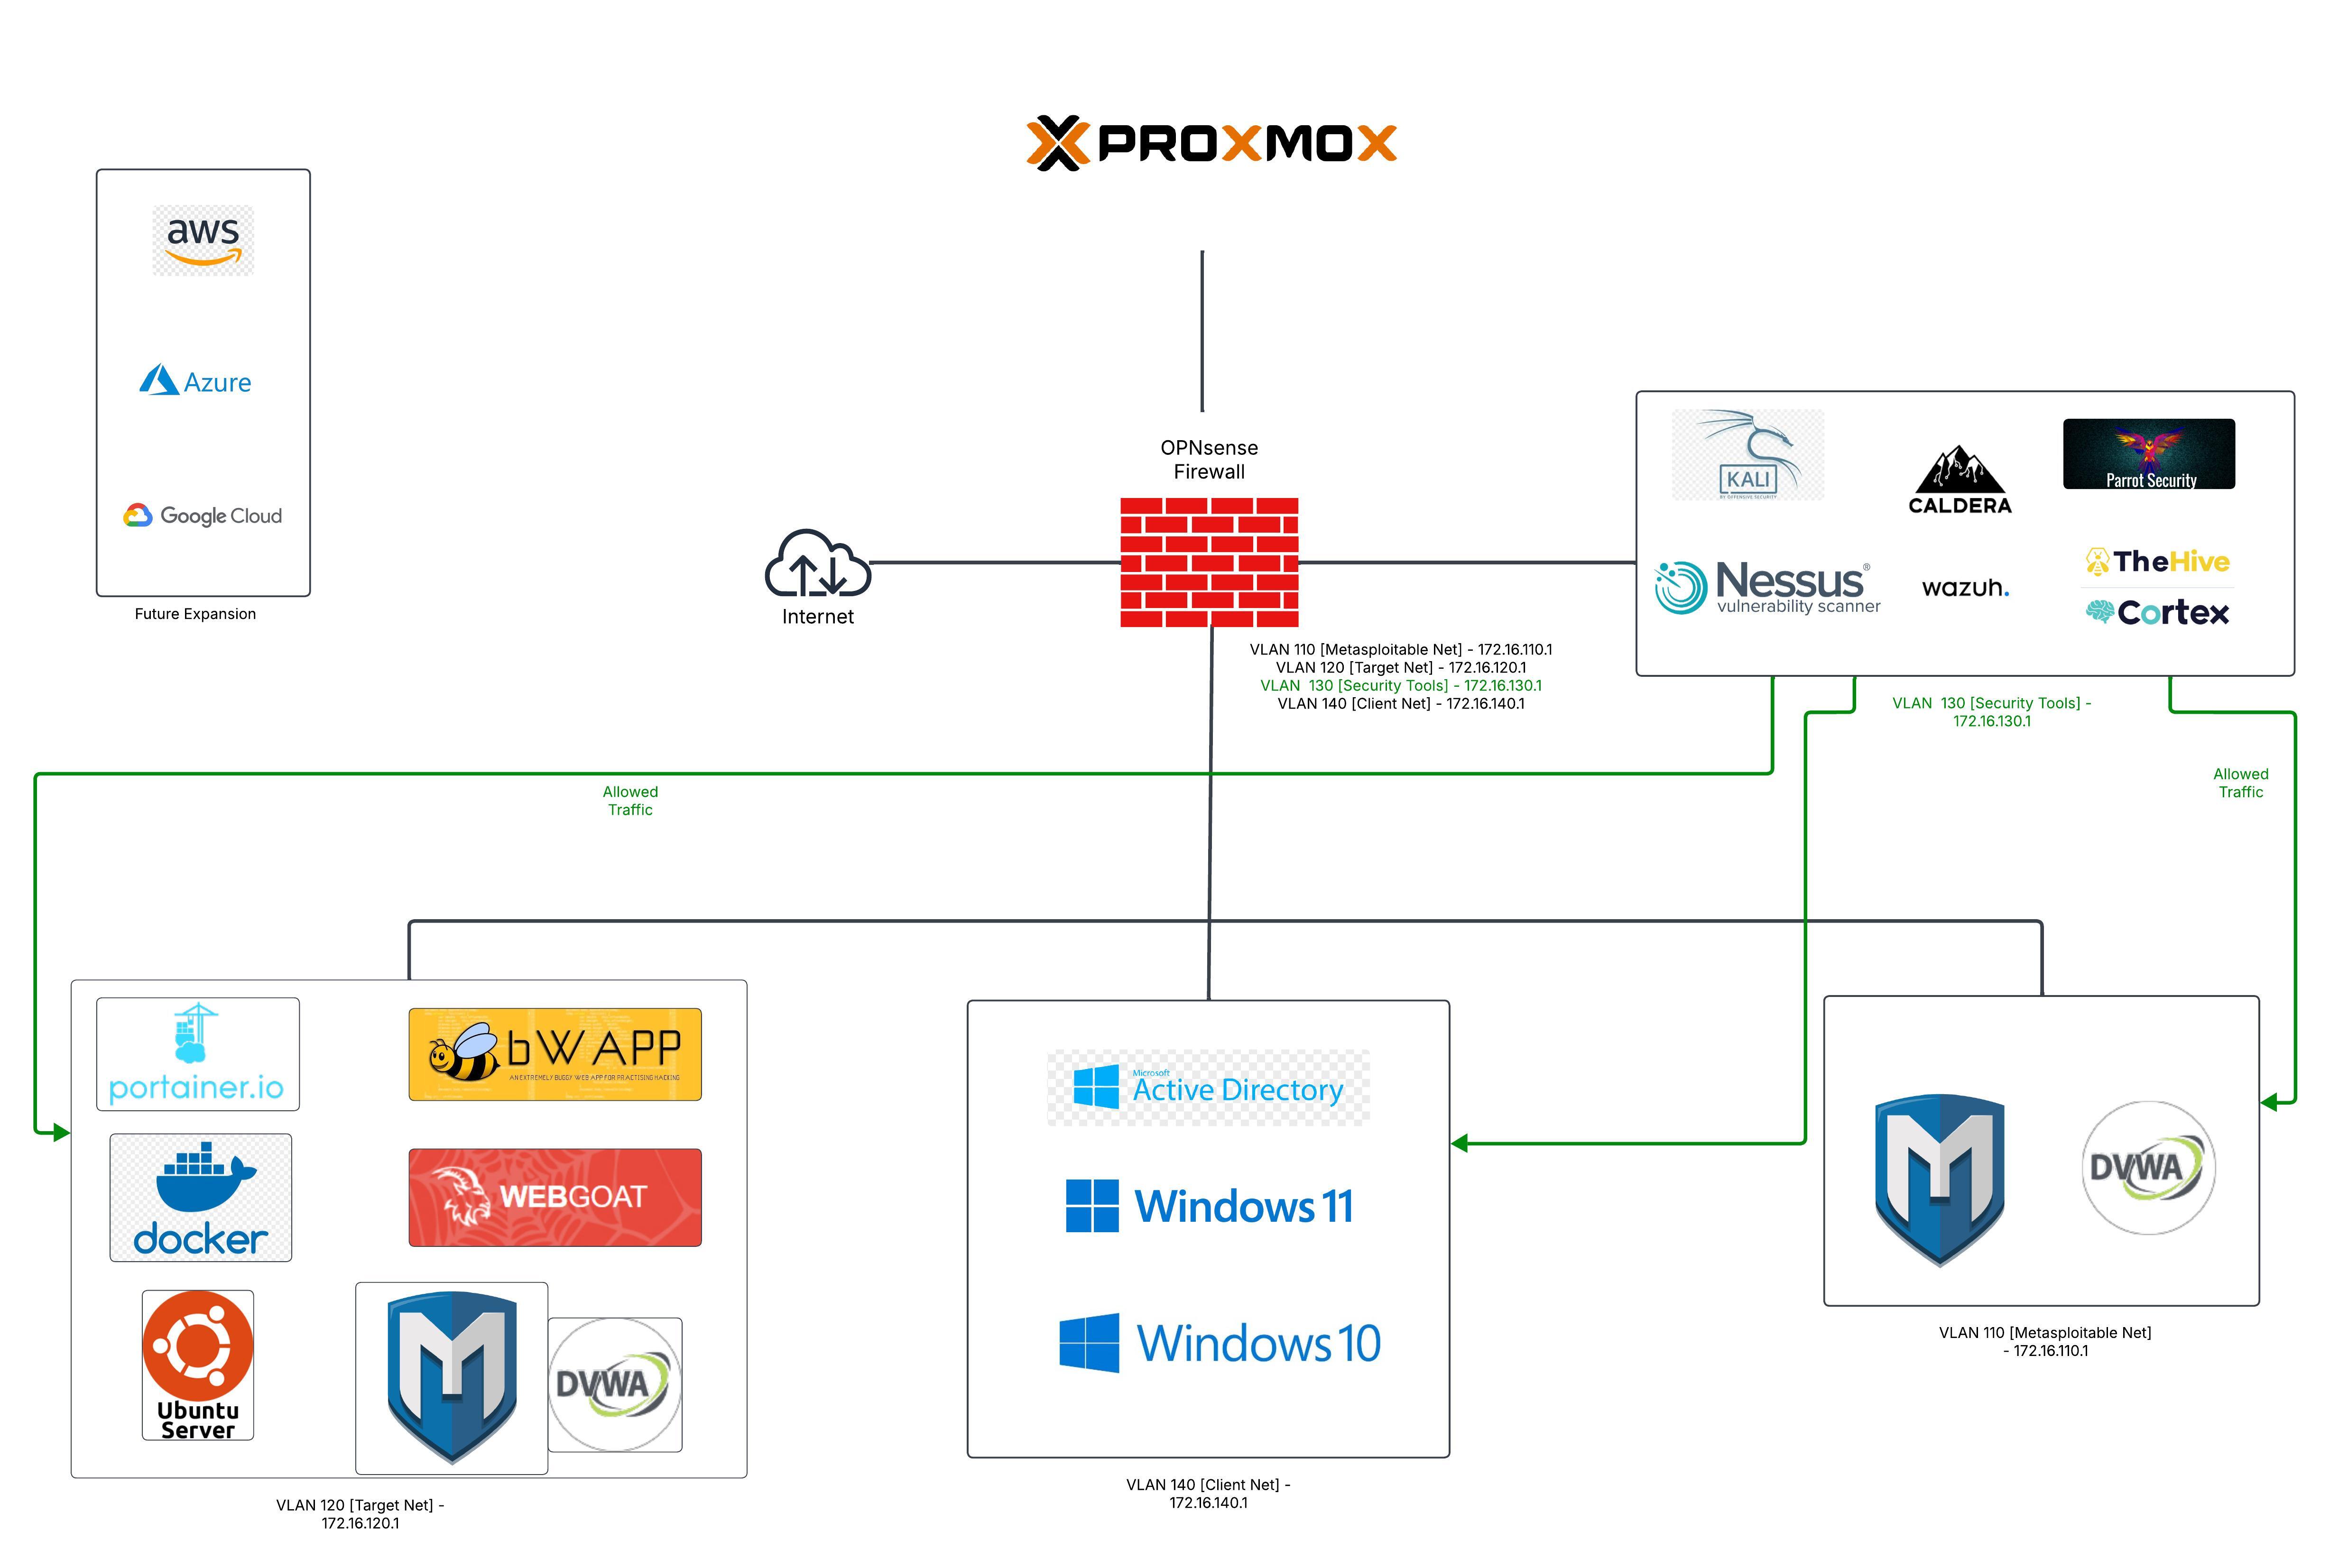 PROXMOX
aws
Azure
Google Cloud
Future Expansion
OPNsense
Firewall
Internet
KALI
BY OFFENSIVE SECURITY
CALDERA
Parrot Security
Nessus®
vulnerability scanner
wazuh.
TheHive
Cortex
VLAN 110 [Metasploitable Net] - 172.16.110.1
VLAN 120 [Target Net] - 172.16.120.1
VLAN  130 [Security Tools] - 172.16.130.1
VLAN 140 [Client Net] - 172.16.140.1
VLAN  130 [Security Tools] -
172.16.130.1
Allowed
Traffic
Allowed
Traffic
portainer.io
bWAPP
AN EXTREMELY BUGGY WEB APP FOR PRACTISING HACKING
docker
WEBGOAT
Ubuntu
Server
M
DVWA
VLAN 120 [Target Net] -
172.16.120.1
Microsoft
Active Directory
Windows 11
Windows 10
VLAN 140 [Client Net] -
172.16.140.1
M
DVWA
VLAN 110 [Metasploitable Net]
- 172.16.110.1